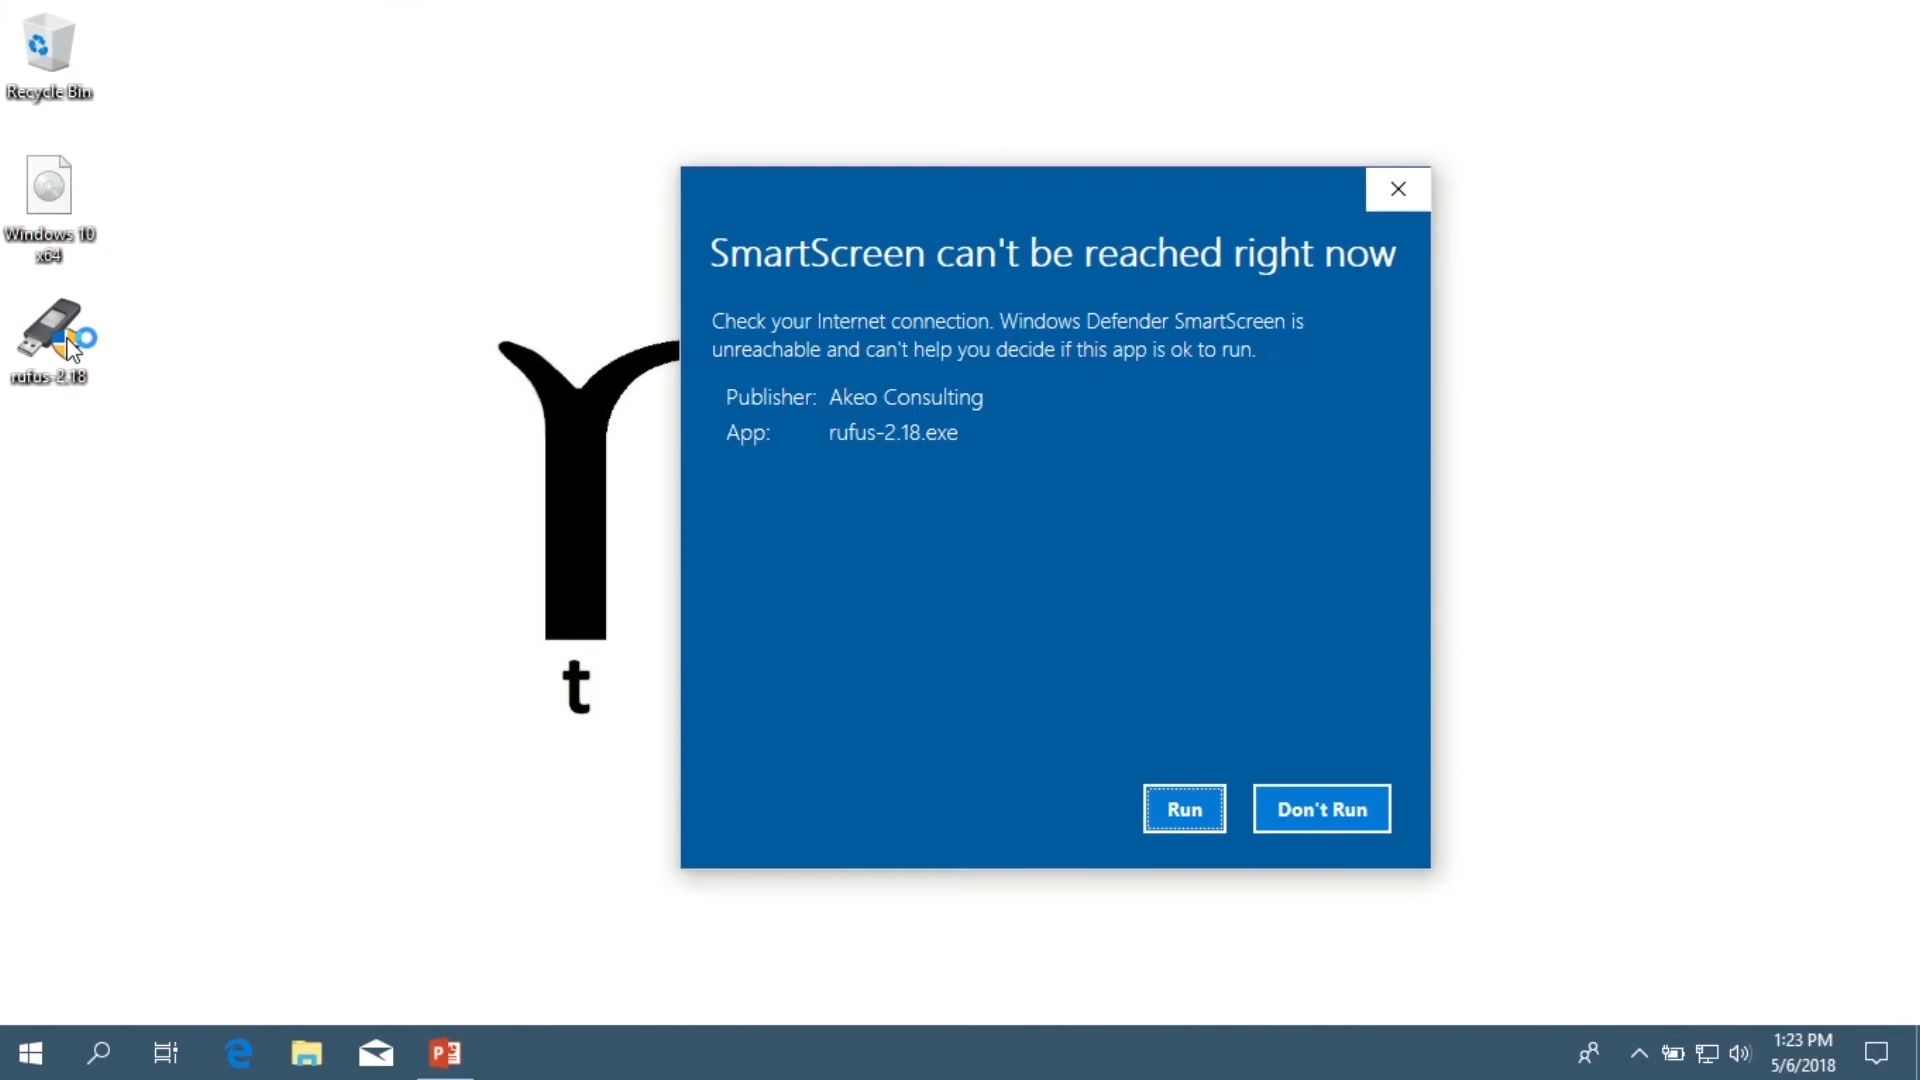 Recycle Bin
Windows 10
x64
rufus-2.18
t
SmartScreen can't be reached right now
Check your Internet connection. Windows Defender SmartScreen is
unreachable and can't help you decide if this app is ok to run.
Publisher: Akeo Consulting
App: rufus-2.18.exe
Run
Don't Run
1:23 PM
5/6/2018